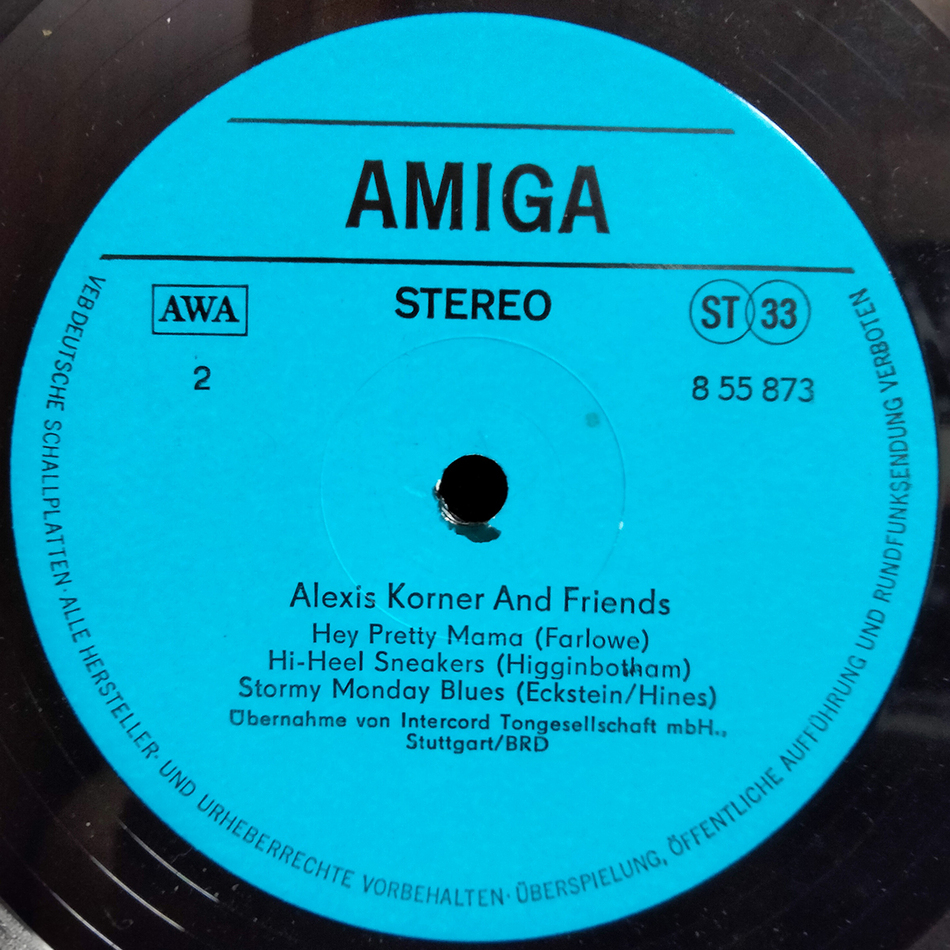 AMIGA
AWA
STEREO
ST 33
2
8 55 873
Alexis Korner And Friends
Hey Pretty Mama (Farlowe)
Hi-Heel Sneakers (Higginbotham)
Stormy Monday Blues (Eckstein/Hines)
Übernahme von Intercord Tongesellschaft mbH.,
Stuttgart/BRD
VEB DEUTSCHE SCHALLPLATTEN · ALLE HERSTELLER- UND URHEBERRECHTE VORBEHALTEN · ÜBERSPIELUNG, ÖFFENTLICHE AUFFÜHRUNG UND RUNDFUNKSENDUNG VERBOTEN